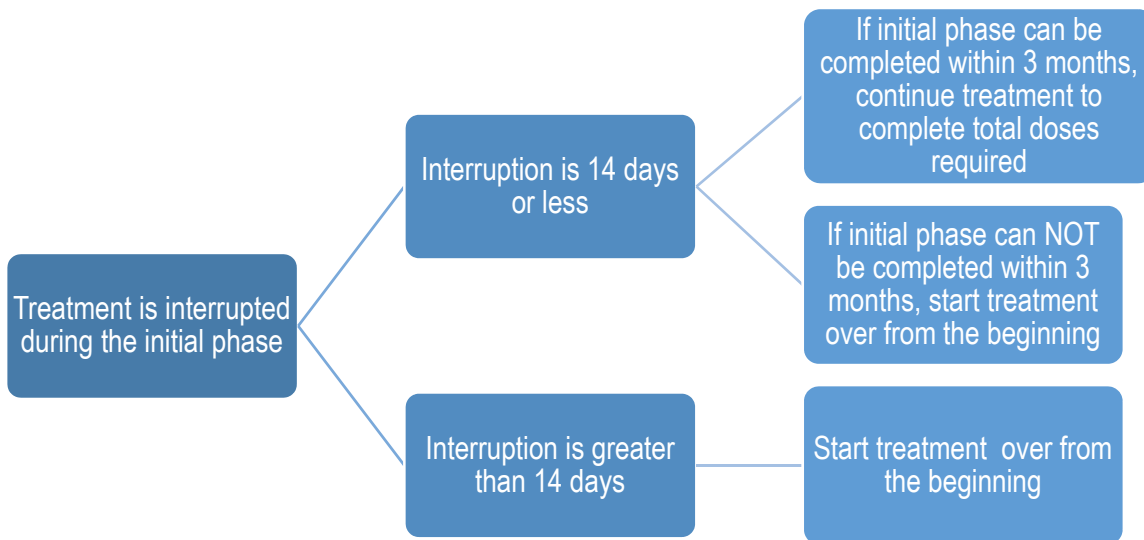 Treatment is interrupted
during the initial phase
Interruption is 14 days
or less
If initial phase can be
completed within 3 months,
continue treatment to
complete total doses
required
If initial phase can NOT
be completed within 3
months, start treatment
over from the beginning
Interruption is greater
than 14 days
Start treatment  over from
the beginning